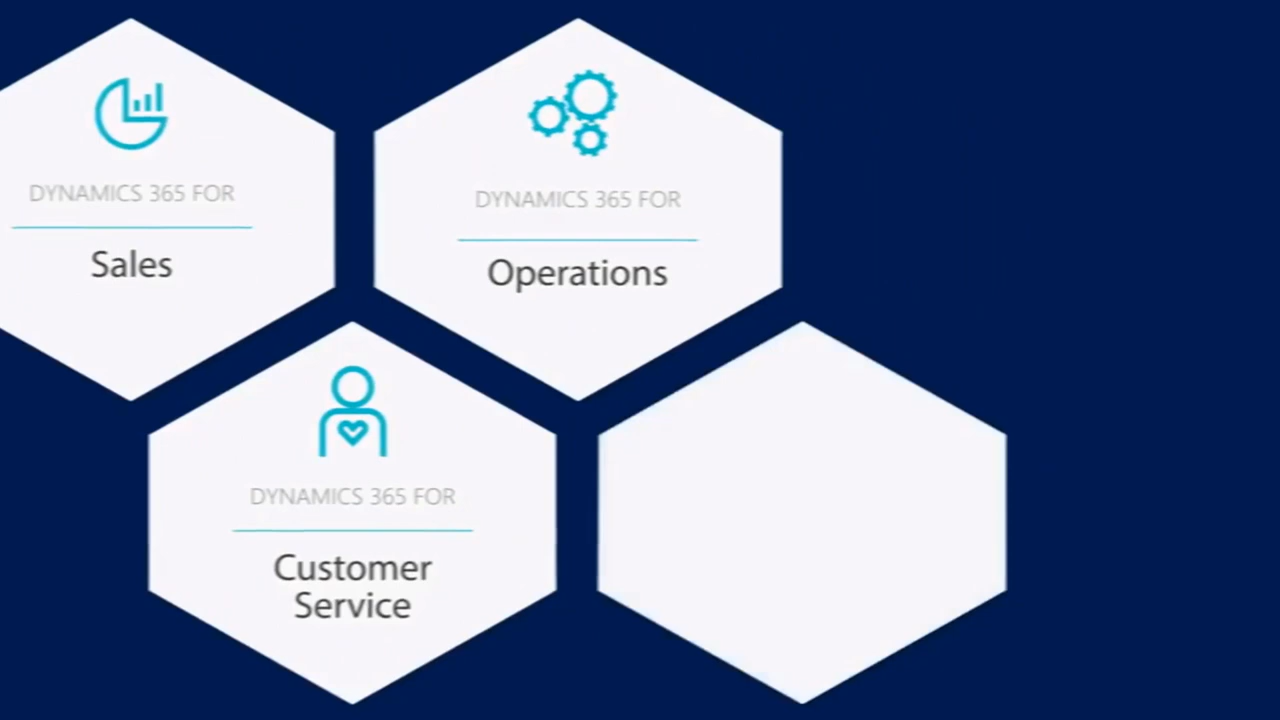 DYNAMICS 365 FOR
Sales
DYNAMICS 365 FOR
Operations
DYNAMICS 365 FOR
Customer
Service